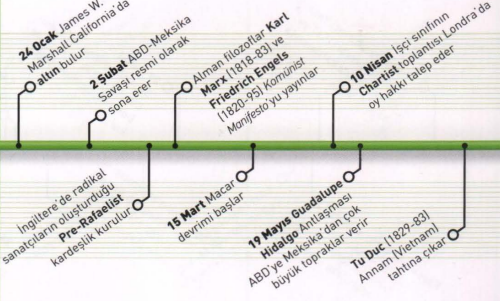 24 Ocak James W.
Marshall California'da
altın bulur
2 Şubat ABD-Meksika
Savaşı resmi olarak
sona erer
Alman filozoflar Karl
Marx (1818-83) ve
Friedrich Engels
(1820-95) Komünist
Manifesto'yu yayınlar
10 Nisan İşçi sınıfının
Chartist toplantısı Londra'da
oy hakkı talep eder
İngiltere'de radikal
sanatçıların oluşturduğu
Pre-Rafaelist
kardeşlik kurulur
15 Mart Macar
devrimi başlar
19 Mayıs Guadalupe
Hidalgo Antlaşması
ABD'ye Meksika'dan çok
büyük topraklar verir
Tu Duc (1829-83)
Annam (Vietnam)
tahtına çıkar